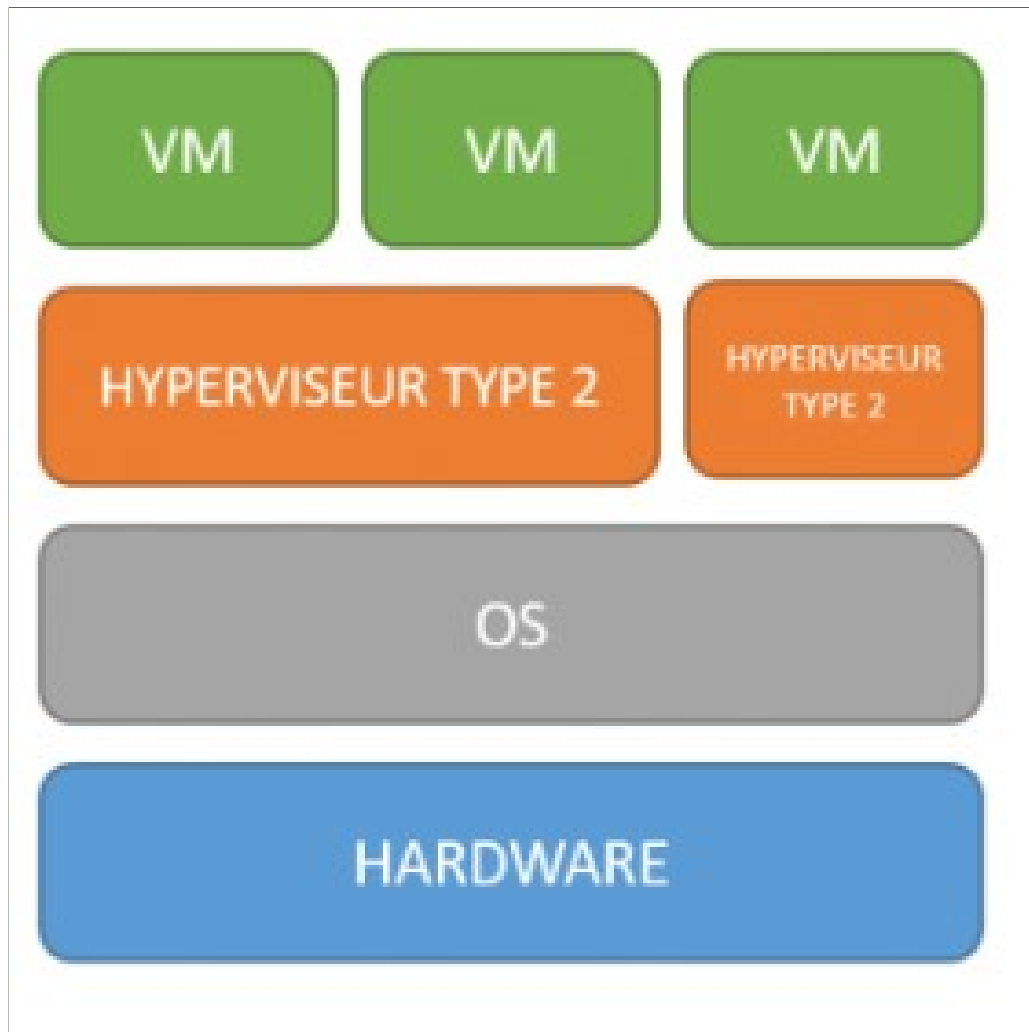 VM VM VM
HYPERVISEUR TYPE 2
HYPERVISEUR
TYPE 2
OS
HARDWARE